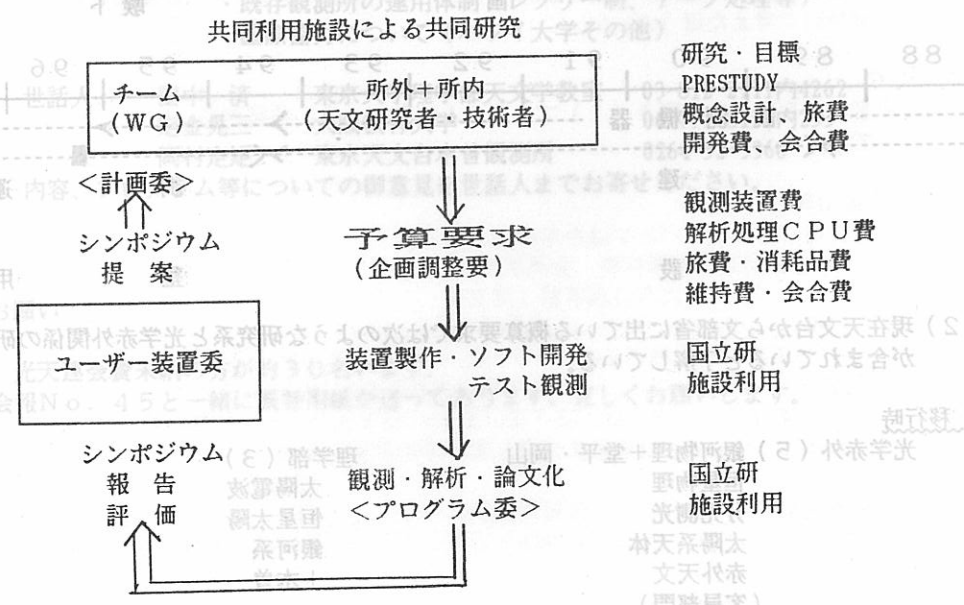 共同利用施設による共同研究
チーム
(WG)
所外＋所内
(天文研究者＋技術者)
研究・目標
PRESTUDY
概念設計、旅費
開発費、会合費
＜計画委＞
シンポジウム
提 案
予算要求
(企画調整要)
観測装置費
解析処理ＣＰＵ費
旅費・消耗品費
維持費・会合費
ユーザー装置委
装置製作・ソフト開発
テスト観測
国立研
施設利用
シンポジウム
報 告
評 価
観測・解析・論文化
＜プログラム委＞
国立研
施設利用